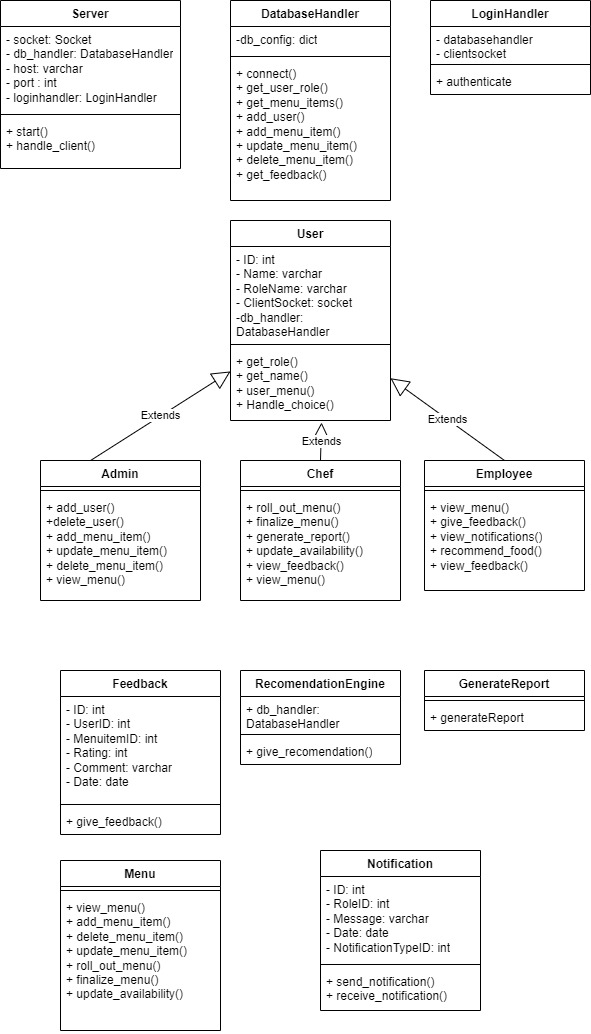 Server
- socket: Socket
- db_handler: DatabaseHandler
- host: varchar
- port : int
- loginhandler: LoginHandler
+ start()
+ handle_client()
DatabaseHandler
-db_config: dict
+ connect()
+ get_user_role()
+ get_menu_items()
+ add_user()
+ add_menu_item()
+ update_menu_item()
+ delete_menu_item()
+ get_feedback()
LoginHandler
- databasehandler
- clientsocket
+ authenticate
User
- ID: int
- Name: varchar
- RoleName: varchar
- ClientSocket: socket
-db_handler:
DatabaseHandler
+ get_role()
+ get_name()
+ user_menu()
+ Handle_choice()
Extends
Extends
Extends
Admin
+ add_user()
+delete_user()
+ add_menu_item()
+ update_menu_item()
+ delete_menu_item()
+ view_menu()
Chef
+ roll_out_menu()
+ finalize_menu()
+ generate_report()
+ update_availability()
+ view_feedback()
+ view_menu()
Employee
+ view_menu()
+ give_feedback()
+ view_notifications()
+ recommend_food()
+ view_feedback()
Feedback
- ID: int
- UserID: int
- MenuitemID: int
- Rating: int
- Comment: varchar
- Date: date
+ give_feedback()
RecomendationEngine
+ db_handler:
DatabaseHandler
+ give_recomendation()
GenerateReport
+ generateReport
Menu
+ view_menu()
+ add_menu_item()
+ delete_menu_item()
+ update_menu_item()
+ roll_out_menu()
+ finalize_menu()
+ update_availability()
Notification
- ID: int
- RoleID: int
- Message: varchar
- Date: date
- NotificationTypeID: int
+ send_notification()
+ receive_notification()